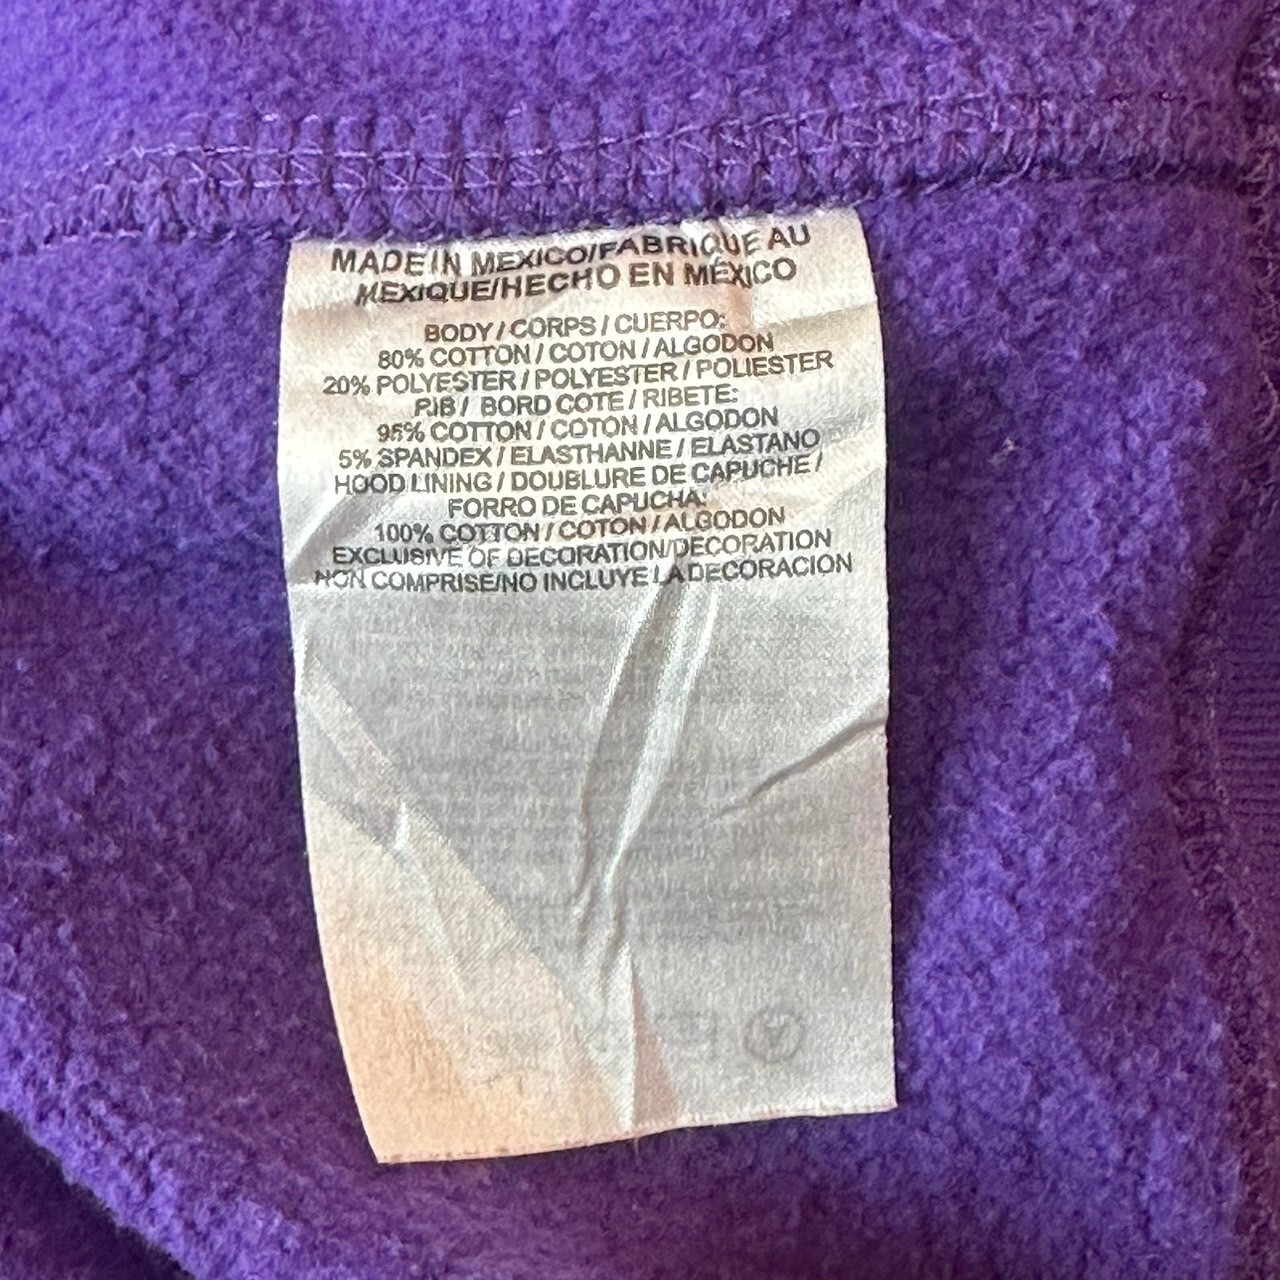 MADE IN MEXICO/FABRIQUE AU
MEXIQUE/HECHO EN MÉXICO
BODY / CORPS / CUERPO:
80% COTTON / COTON / ALGODON
20% POLYESTER / POLYESTER / POLIESTER
RIB / BORD COTE / RIBETE:
95% COTTON / COTON / ALGODON
5% SPANDEX / ELASTHANNE / ELASTANO
HOOD LINING / DOUBLURE DE CAPUCHE /
FORRO DE CAPUCHA:
100% COTTON / COTON / ALGODON
EXCLUSIVE OF DECORATION/DECORATION
NON COMPRISE/NO INCLUYE LA DECORACION